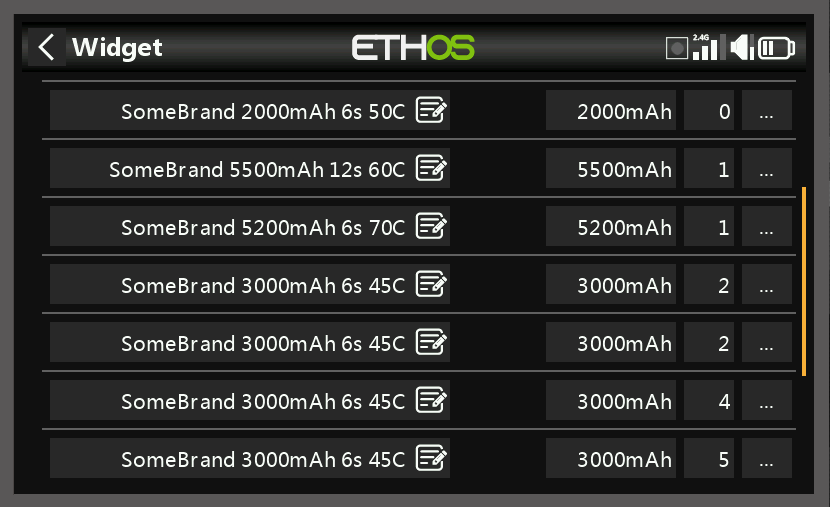 Widget ETHOS 2.4G
SomeBrand 2000mAh 6s 50C 2000mAh 0 ...
SomeBrand 5500mAh 12s 60C 5500mAh 1 ...
SomeBrand 5200mAh 6s 70C 5200mAh 1 ...
SomeBrand 3000mAh 6s 45C 3000mAh 2 ...
SomeBrand 3000mAh 6s 45C 3000mAh 2 ...
SomeBrand 3000mAh 6s 45C 3000mAh 4 ...
SomeBrand 3000mAh 6s 45C 3000mAh 5 ...